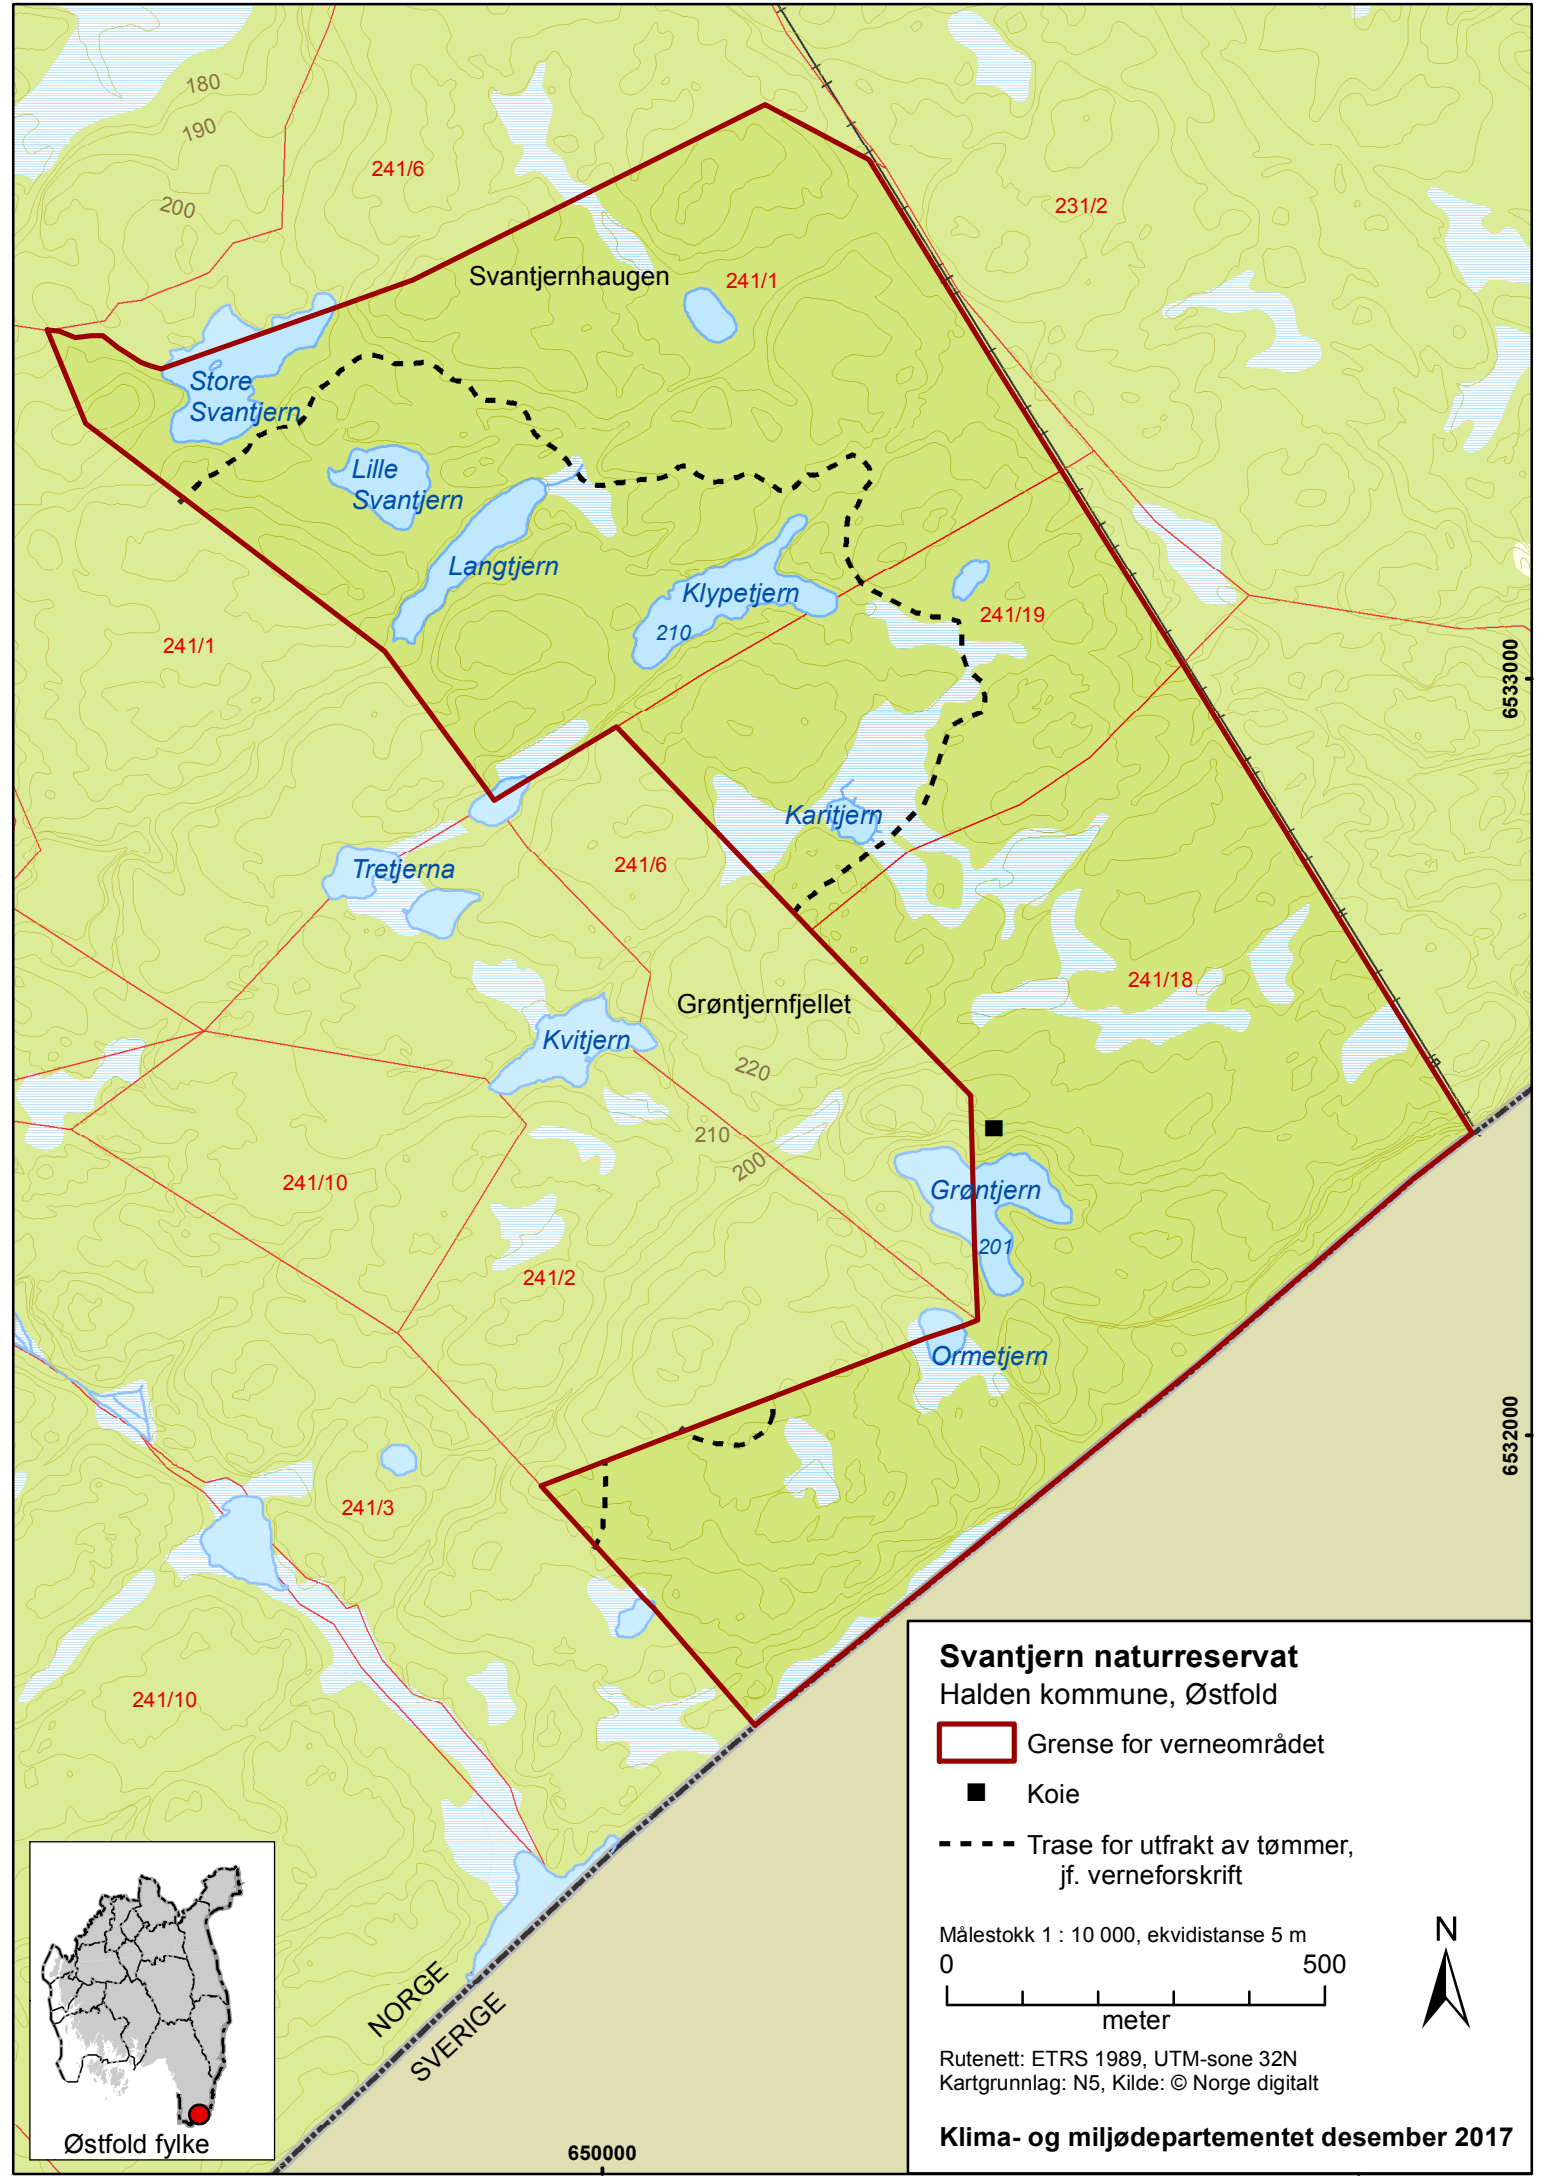 180
190
200
241/6
231/2
Svantjernhaugen
241/1
Store
Svantjern
Lille
Svantjern
Langtjern
Klypetjern
210
241/19
241/1
6533000
Karitjern
241/6
Tretjerna
241/18
Grøntjernfjellet
Kvitjern
220
210
200
241/10
Grøntjern
201
241/2
Ormetjern
6532000
241/3
241/10
NORGE
SVERIGE
650000
Østfold fylke
Svantjern naturreservat
Halden kommune, Østfold
Grense for verneområdet
Koie
Trase for utfrakt av tømmer,
jf. verneforskrift
Målestokk 1 : 10 000, ekvidistanse 5 m
0 500
meter
N
Rutenett: ETRS 1989, UTM-sone 32N
Kartgrunnlag: N5, Kilde: © Norge digitalt
Klima- og miljødepartementet desember 2017